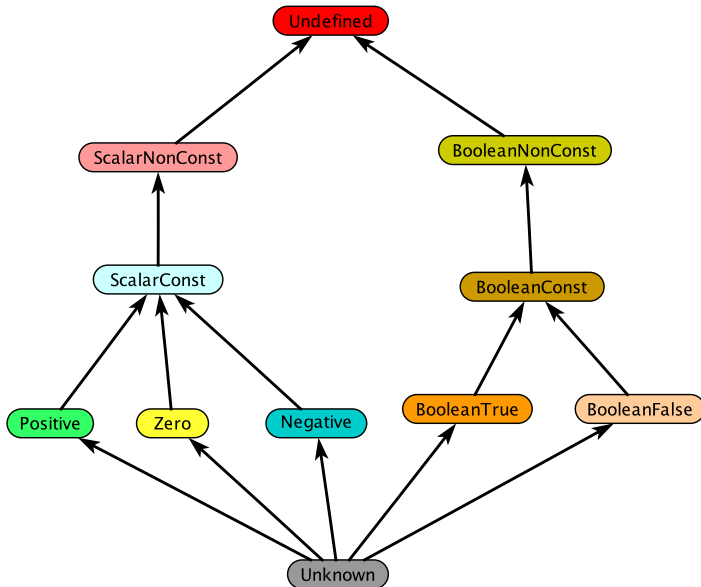 Undefined
ScalarNonConst
BooleanNonConst
ScalarConst
BooleanConst
Positive
Zero
Negative
BooleanTrue
BooleanFalse
Unknown